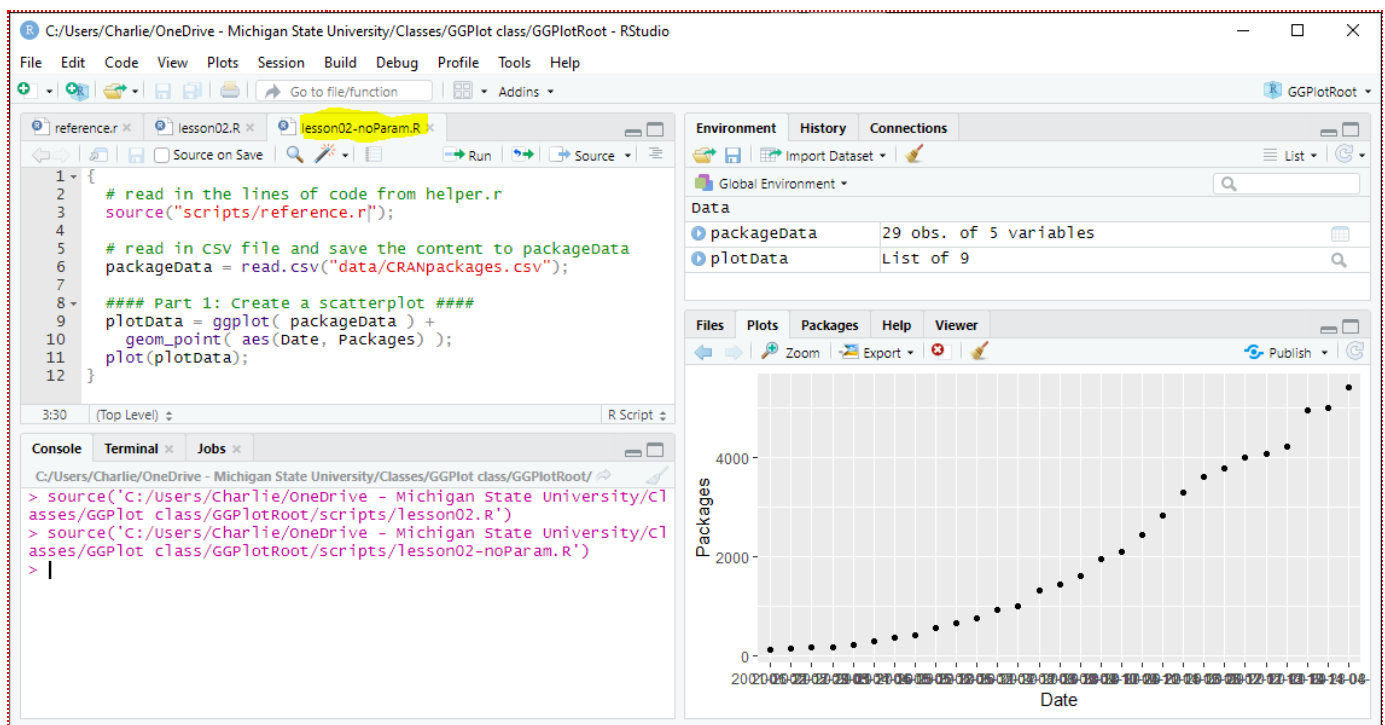 C:/Users/Charlie/OneDrive - Michigan State University/Classes/GGPlot class/GGPlotRoot - RStudio
File Edit Code View Plots Session Build Debug Profile Tools Help
Go to file/function Addins GGPlotRoot
reference.r lesson02.R lesson02-noParam.R
Source on Save Run Source
1 {
2 # read in the lines of code from helper.r
3 source("scripts/reference.r");
4
5 # read in CSV file and save the content to packageData
6 packageData = read.csv("data/CRANpackages.csv");
7
8 #### Part 1: Create a scatterplot ####
9 plotData = ggplot( packageData ) +
10 geom_point( aes(Date, Packages) );
11 plot(plotData);
12 }
3:30 (Top Level) R Script
Console Terminal Jobs
C:/Users/Charlie/OneDrive - Michigan State University/Classes/GGPlot class/GGPlotRoot/
> source('C:/Users/Charlie/OneDrive - Michigan State University/Cl
asses/GGPlot class/GGPlotRoot/scripts/lesson02.R')
> source('C:/Users/Charlie/OneDrive - Michigan State University/Cl
asses/GGPlot class/GGPlotRoot/scripts/lesson02-noParam.R')
>
Environment History Connections
Import Dataset List
Global Environment
Data
packageData 29 obs. of 5 variables
plotData List of 9
Files Plots Packages Help Viewer
Zoom Export Publish
4000
2000
0
Packages
Date